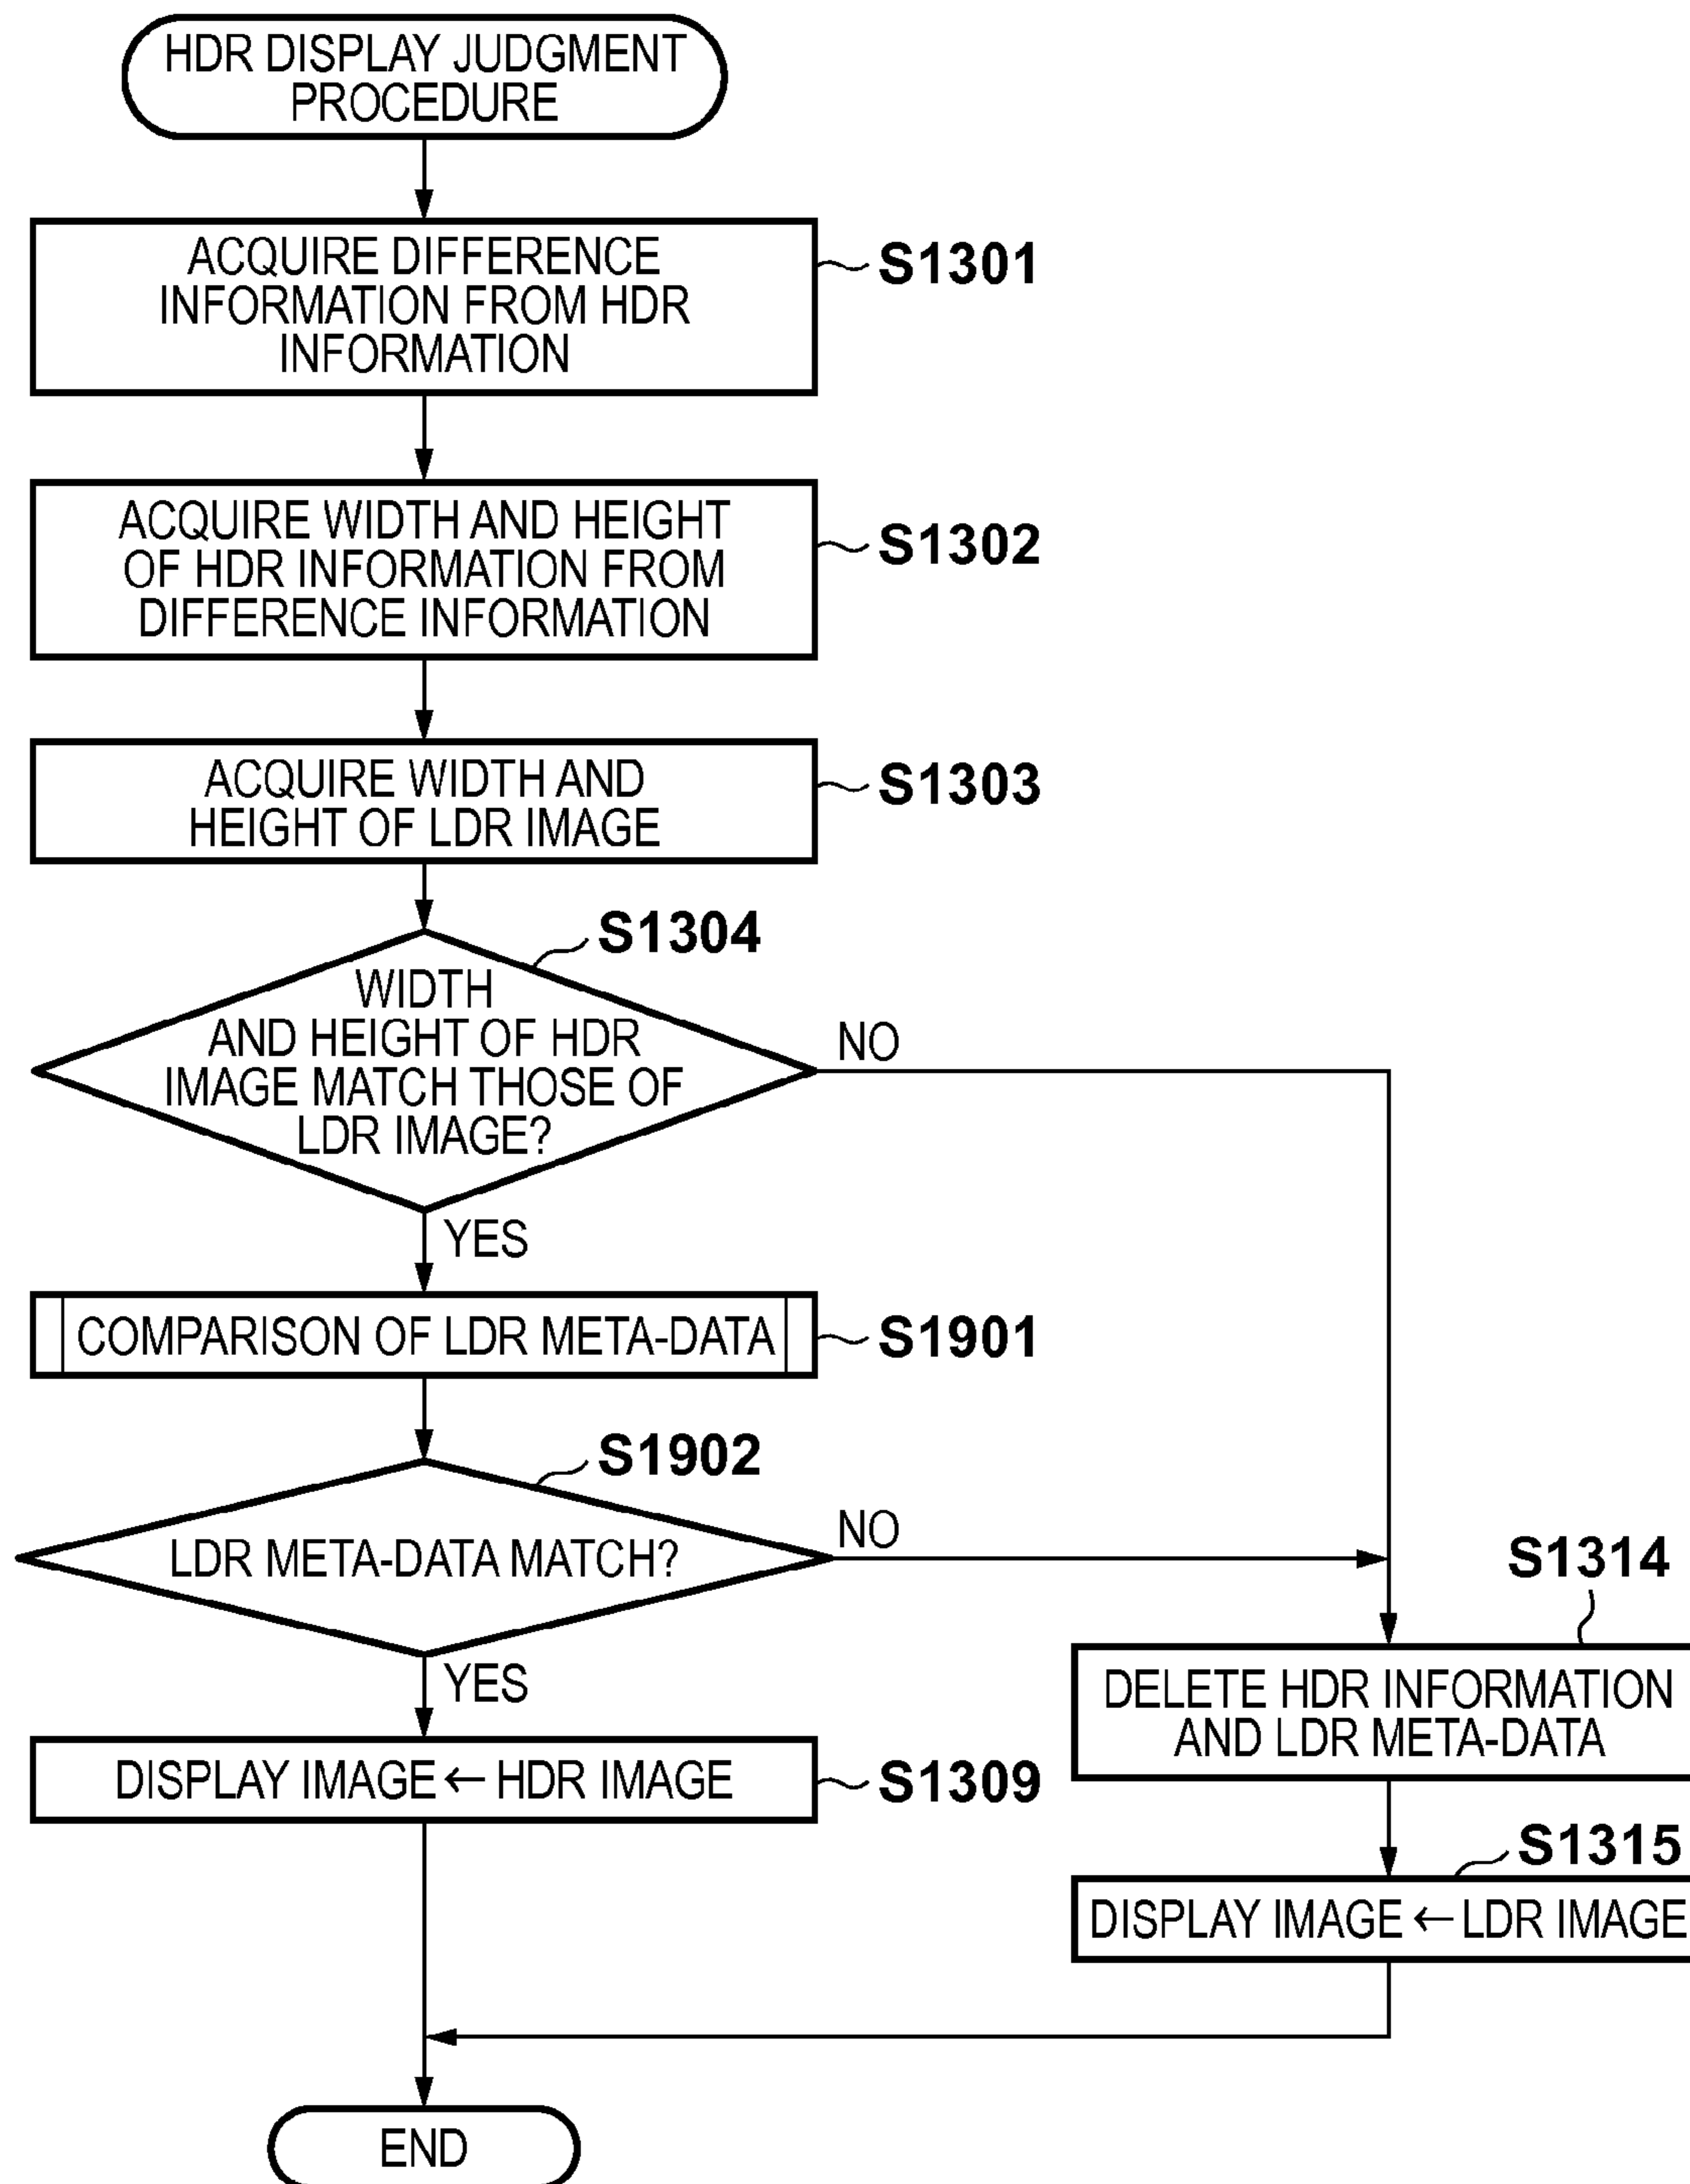 HDR DISPLAY JUDGMENT
PROCEDURE
ACQUIRE DIFFERENCE
INFORMATION FROM HDR
INFORMATION
S1301
ACQUIRE WIDTH AND HEIGHT
OF HDR INFORMATION FROM
DIFFERENCE INFORMATION
S1302
ACQUIRE WIDTH AND
HEIGHT OF LDR IMAGE
S1303
S1304
WIDTH
AND HEIGHT OF HDR
IMAGE MATCH THOSE OF
LDR IMAGE?
NO
YES
COMPARISON OF LDR META-DATA
S1901
S1902
LDR META-DATA MATCH?
NO
YES
S1314
DELETE HDR INFORMATION
AND LDR META-DATA
DISPLAY IMAGE ← HDR IMAGE
S1309
S1315
DISPLAY IMAGE ← LDR IMAGE
END